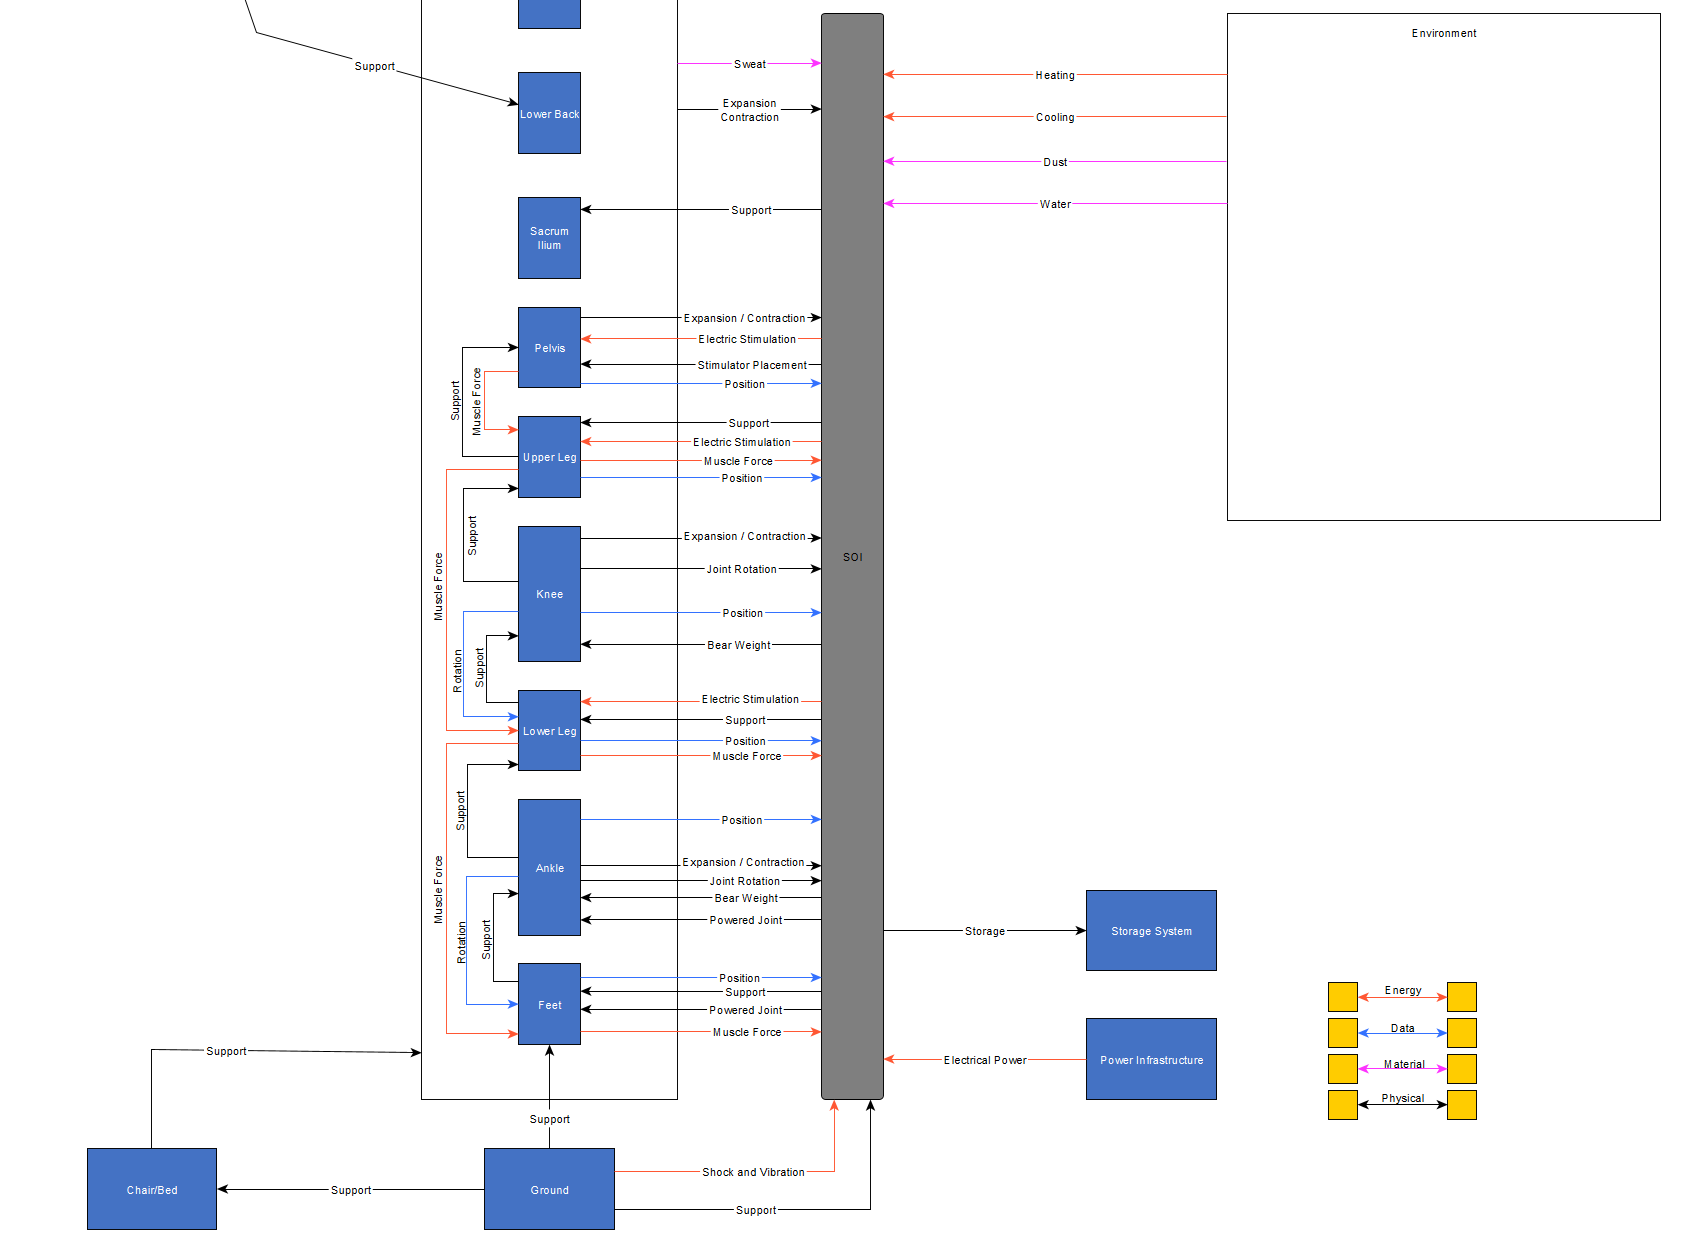 Environment
Support
Sweat
Heating
Expansion
Contraction
Lower Back
Cooling
Dust
Water
Support
Sacrum
Ilium
Expansion / Contraction
Electric Stimulation
Pelvis
Stimulator Placement
Position
Support
Muscle Force
Support
Electric Stimulation
Upper Leg
Muscle Force
Position
Support
Expansion / Contraction
SOI
Joint Rotation
Knee
Muscle Force
Position
Bear Weight
Rotation
Support
Electric Stimulation
Support
Lower Leg
Position
Muscle Force
Support
Position
Expansion / Contraction
Ankle
Joint Rotation
Muscle Force
Bear Weight
Powered Joint
Rotation
Support
Storage
Storage System
Position
Support
Feet
Powered Joint
Muscle Force
Energy
Data
Support
Electrical Power
Power Infrastructure
Material
Physical
Support
Shock and Vibration
Chair/Bed
Support
Ground
Support